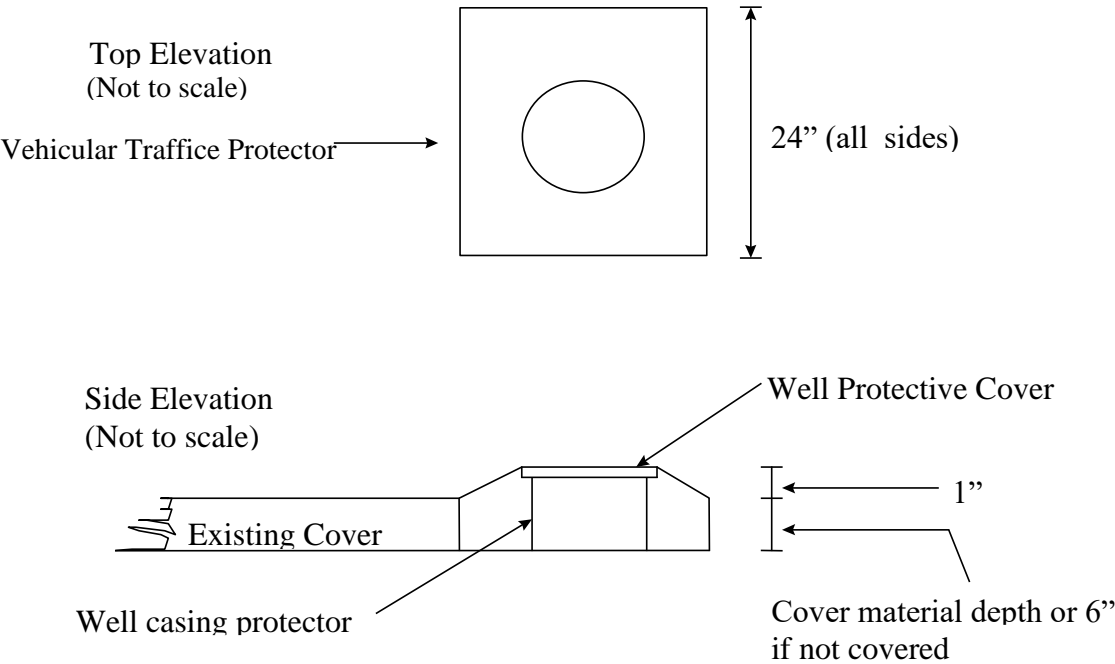 Top Elevation
(Not to scale)
Vehicular Traffice Protector
24” (all sides)
Side Elevation
(Not to scale)
Well Protective Cover
1”
Existing Cover
Well casing protector
Cover material depth or 6”
if not covered